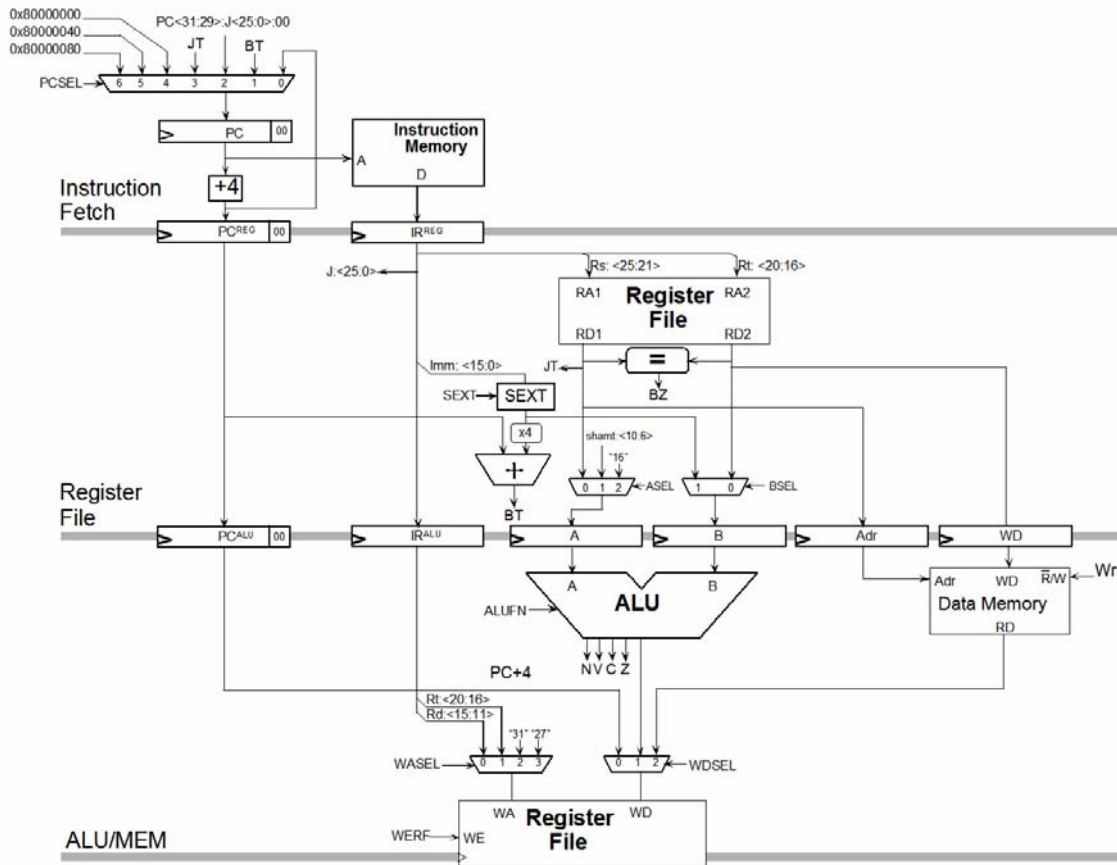 0x80000000
0x80000040
0x80000080
PC<31:29>:J<25:0>:00
JT
BT
PCSEL
6 5 4 3 2 1 0
PC 00
Instruction
Memory
A
D
+4
Instruction
Fetch
PCREG 00
IRREG
J:<25:0>
Rs: <25:21>
Rt: <20:16>
RA1
RA2
Register
File
RD1
RD2
=
JT
BZ
Imm: <15:0>
SEXT
SEXT
x4
shamt:<10:6>
"16"
+
BT
0 1 2
ASEL
1 0
BSEL
Register
File
PCALU 00
IRALU
A
B
Adr
WD
A
B
ALU
ALUFN
N V C Z
Adr
WD
R/W
Wr
Data Memory
RD
PC+4
Rt:<20:16>
Rd:<15:11>
"31" "27"
WASEL
0 1 2 3
0 1 2
WDSEL
WA
WD
Register
File
WERF
WE
ALU/MEM